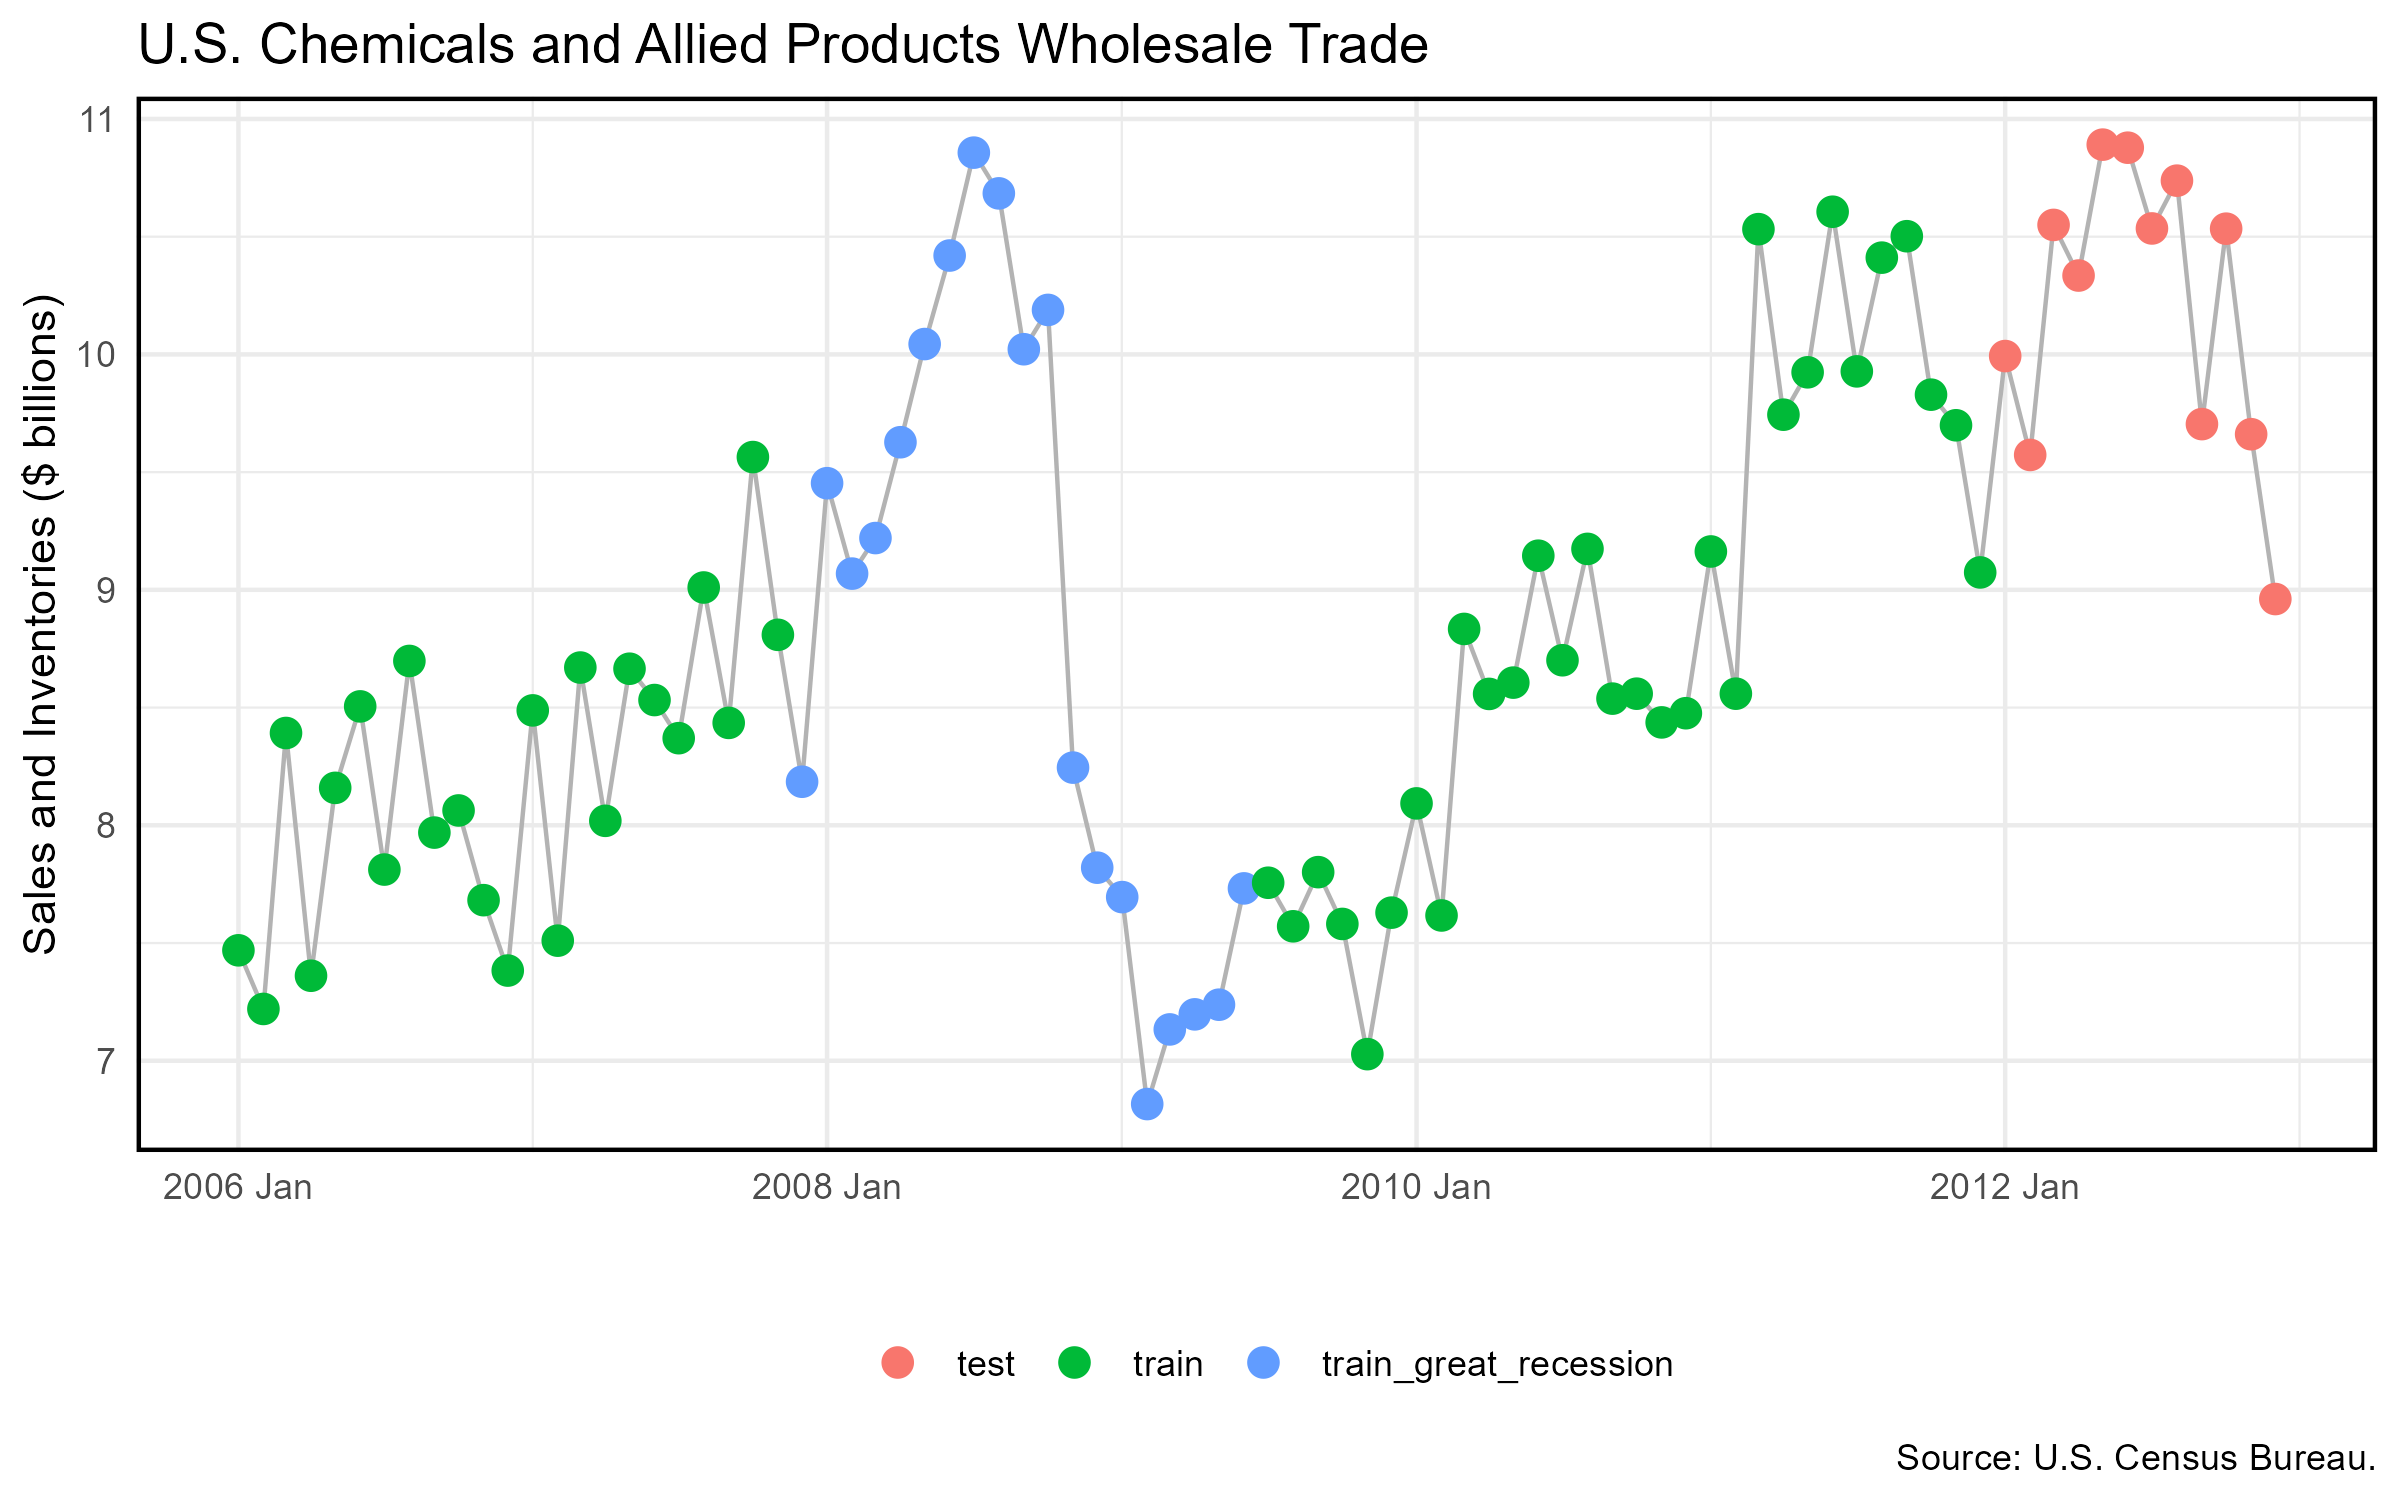 U.S. Chemicals and Allied Products Wholesale Trade
Sales and Inventories ($ billions)
11
10
9
8
7
2006 Jan 2008 Jan 2010 Jan 2012 Jan
test train train_great_recession
Source: U.S. Census Bureau.